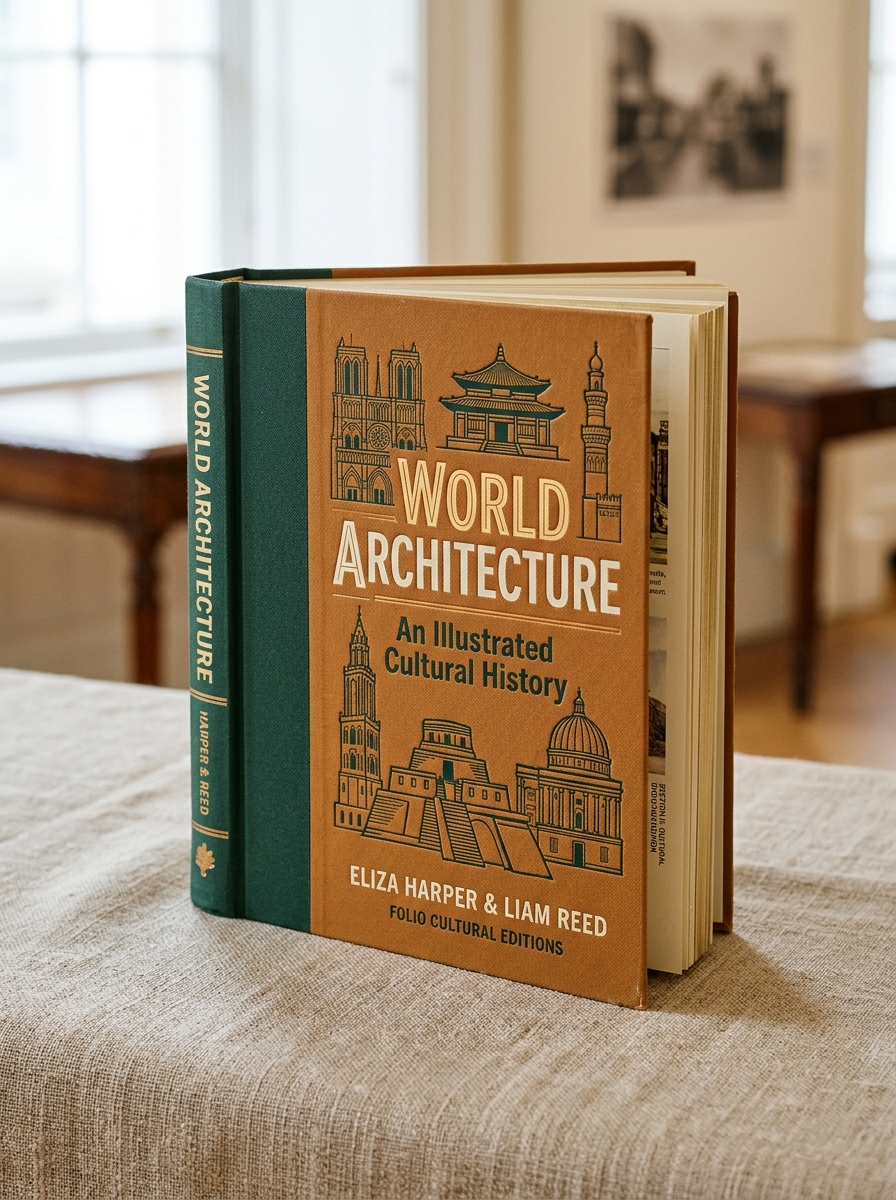 WORLD ARCHITECTURE
HARPER & REED
WORLD
ARCHITECTURE
An Illustrated
Cultural History
ELIZA HARPER & LIAM REED
FOLIO CULTURAL EDITIONS